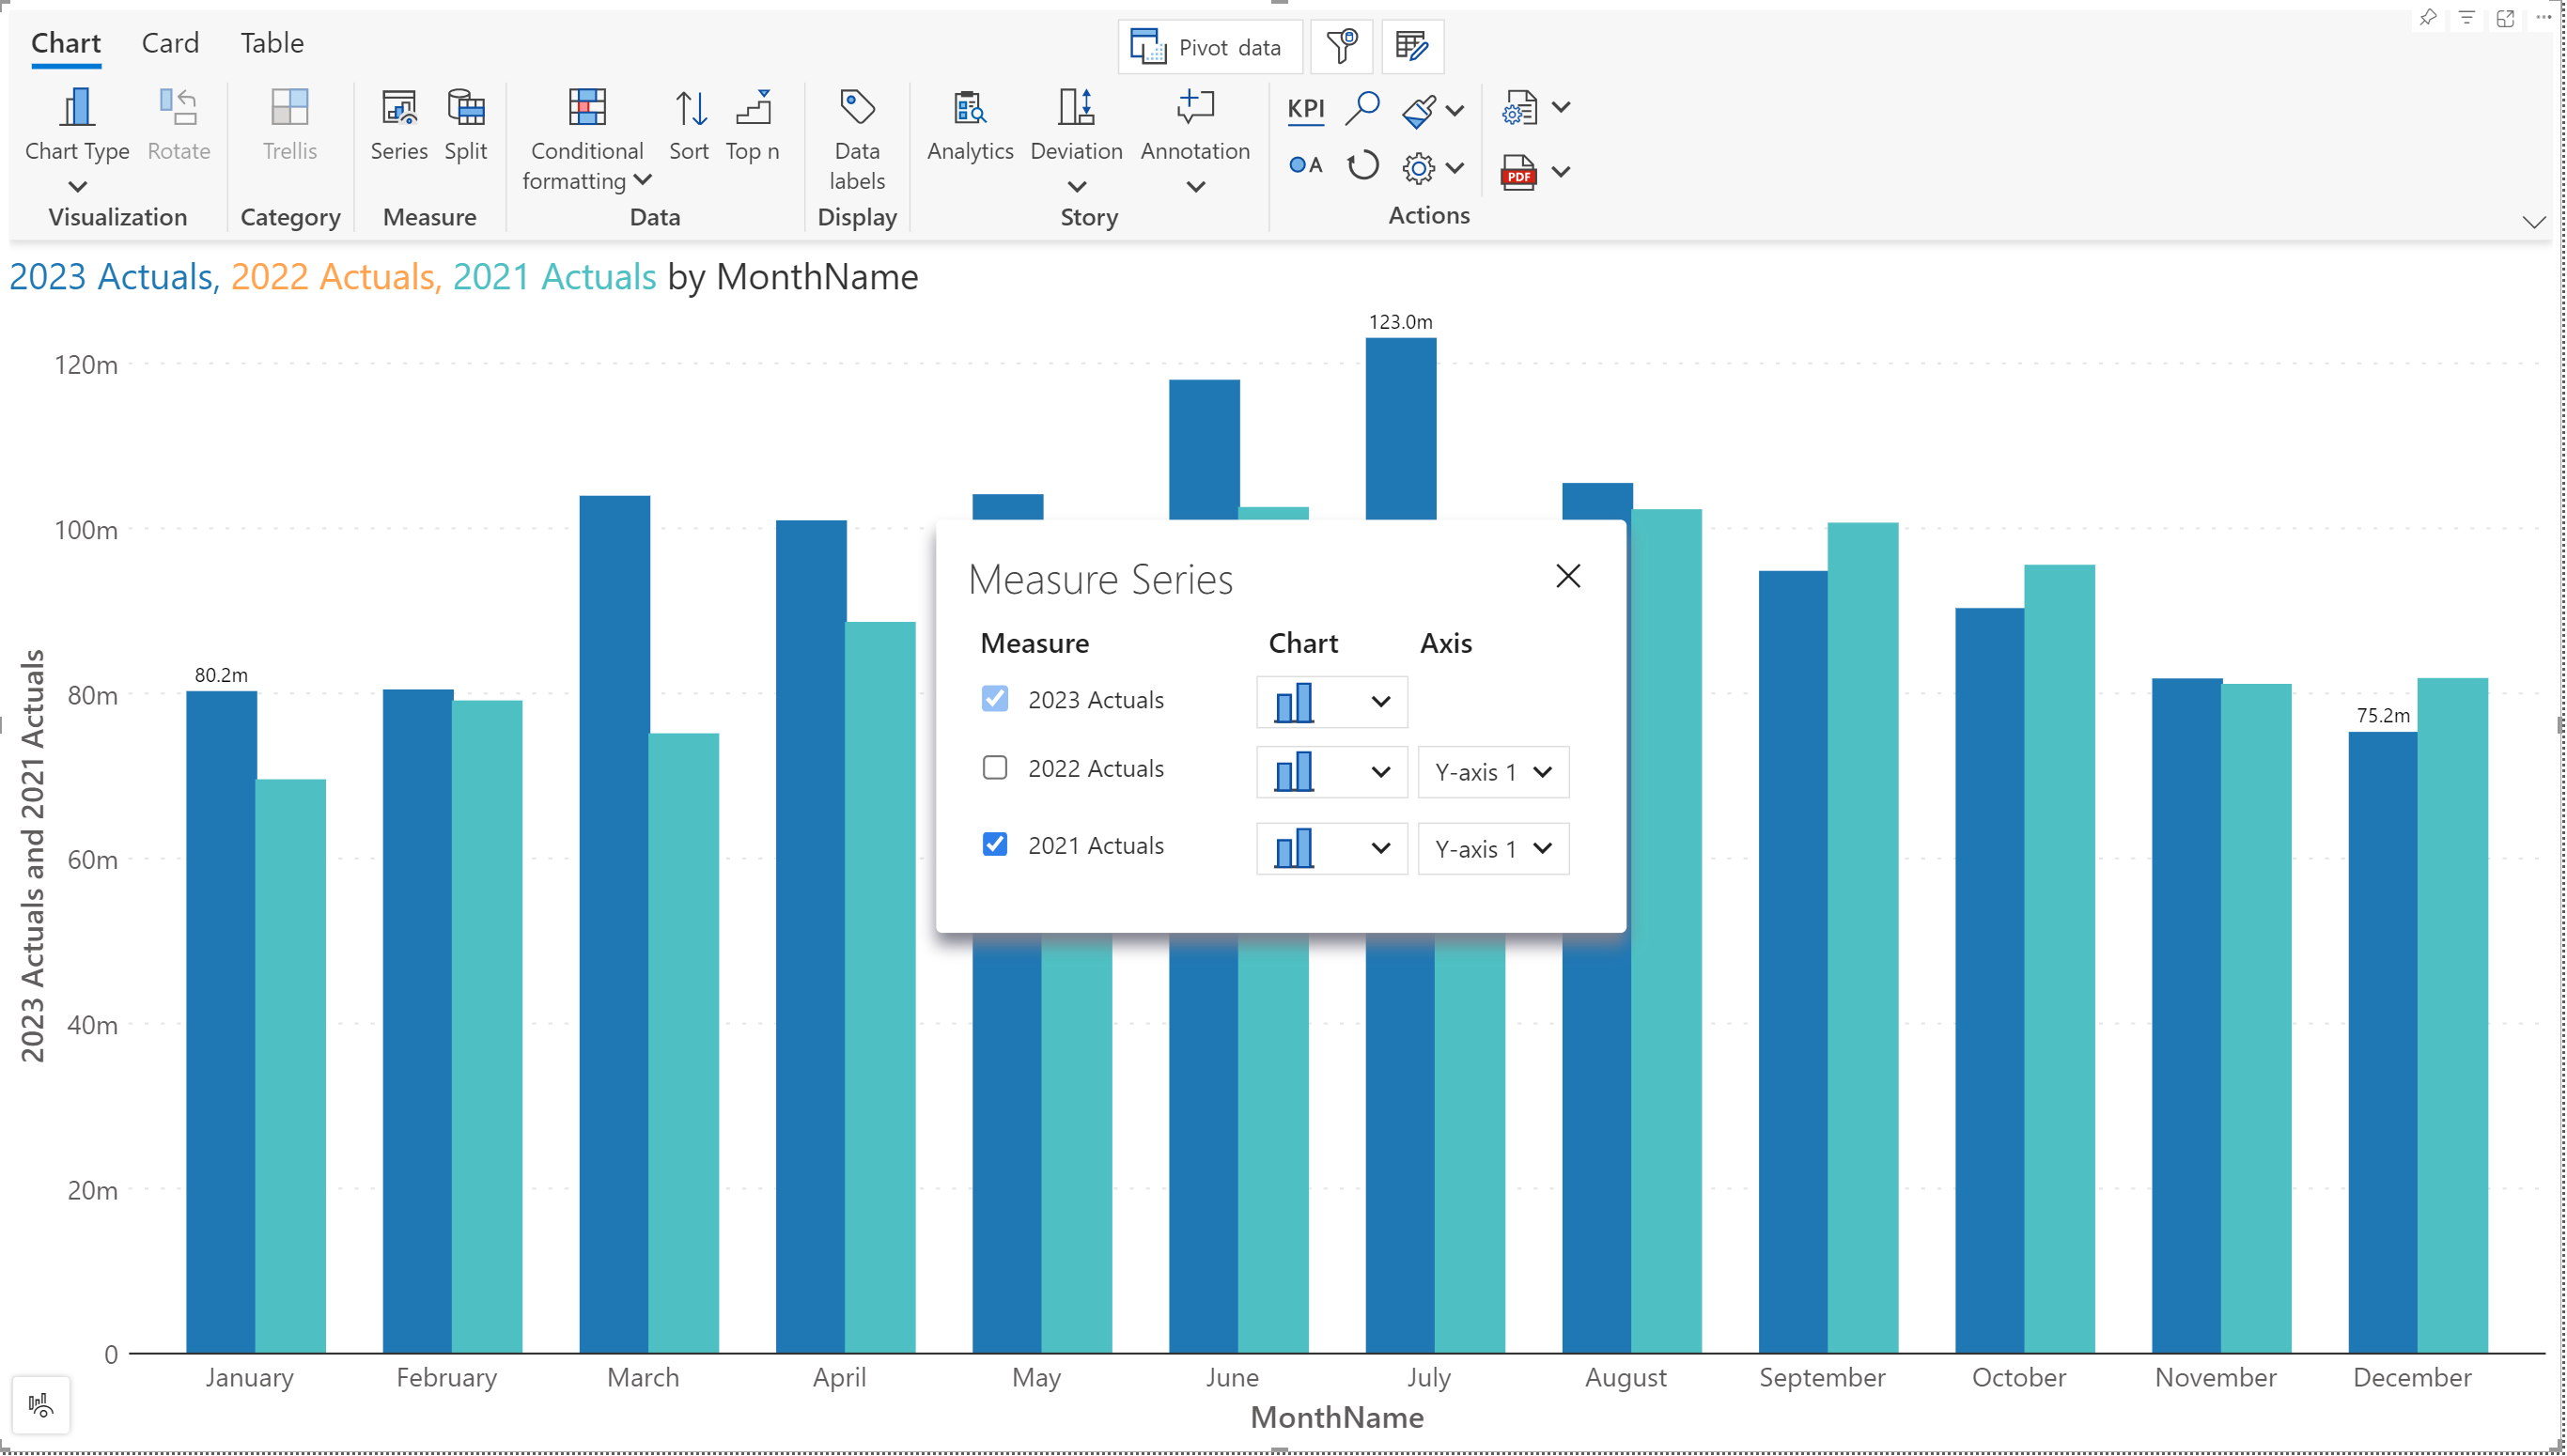 Chart Card Table
Pivot data
Chart Type
Rotate
Trellis
Series
Split
Conditional
formatting
Sort
Top n
Data
labels
Analytics
Deviation
Annotation
KPI
A
PDF
Visualization
Category
Measure
Data
Display
Story
Actions
2023 Actuals, 2022 Actuals, 2021 Actuals by MonthName
2023 Actuals and 2021 Actuals
120m
100m
80m
60m
40m
20m
0
80.2m
123.0m
75.2m
Measure Series
Measure Chart Axis
2023 Actuals
2022 Actuals Y-axis 1
2021 Actuals Y-axis 1
January February March April May June July August September October November December
MonthName